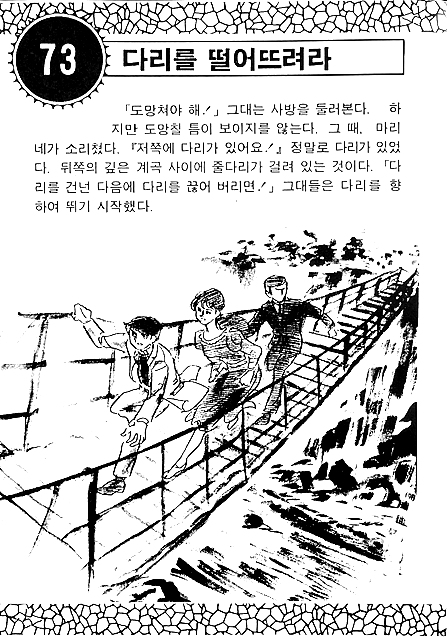 73
다리를 떨어뜨려라
「도망쳐야 해!」 그대는 사방을 둘러본다. 하
지만 도망칠 틈이 보이지를 않는다. 그 때, 마리
네가 소리쳤다. 『저쪽에 다리가 있어요!』 정말로 다리가 있었
다. 뒤쪽의 깊은 계곡 사이에 줄다리가 걸려 있는 것이다. 「다
리를 건넌 다음에 다리를 끊어 버리면!」 그대들은 다리를 향
하여 뛰기 시작했다.